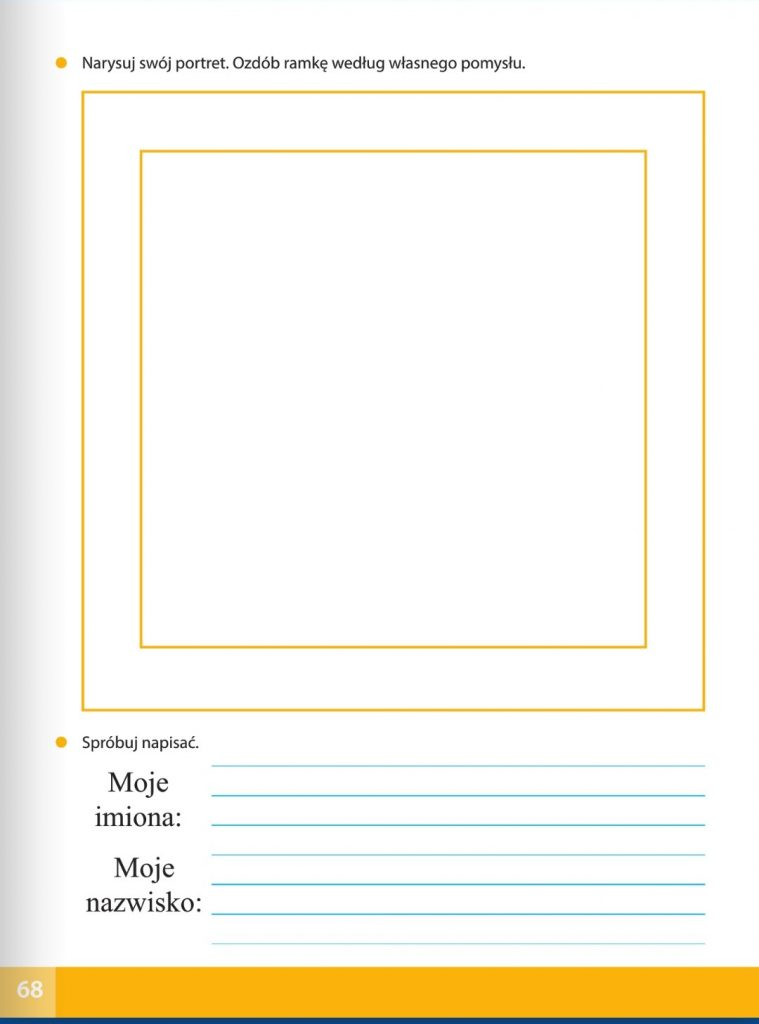 Narysuj swój portret. Ozdób ramkę według własnego pomysłu.
Spróbuj napisać.
Moje
imiona:
Moje
nazwisko:
68